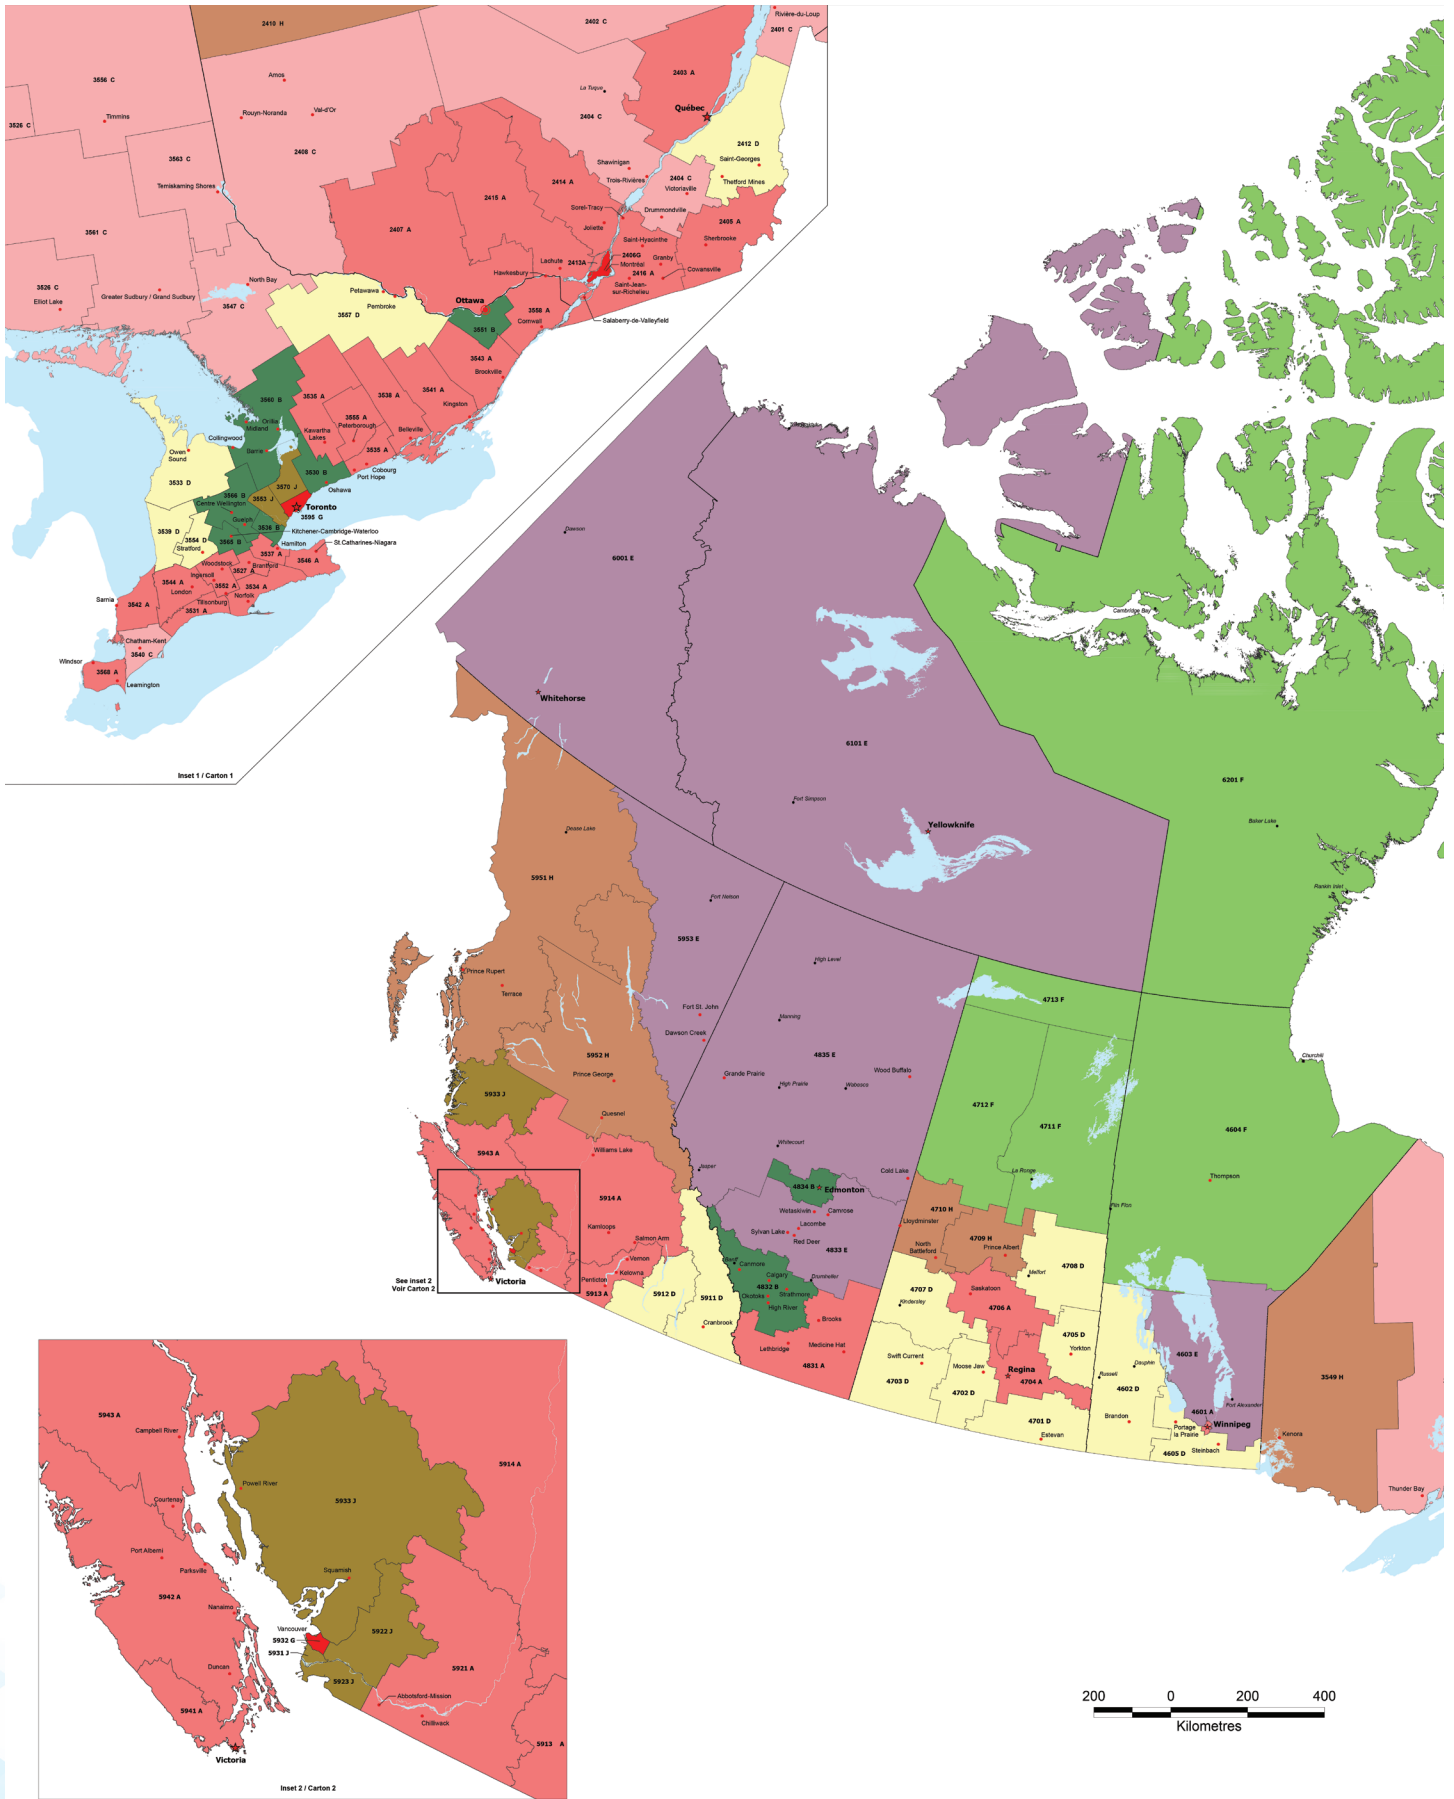 2410 H
2402 C
Rivière-du-Loup
2401 C
3556 C
Amos
2403 A
La Tuque
Timmins
Rouyn-Noranda
Val-d'Or
Québec
3526 C
2404 C
2408 C
2412 D
3563 C
Shawinigan
Saint-Georges
Temiskaming Shores
2414 A
Trois-Rivières
2404 C
Thetford Mines
Victoriaville
2415 A
Sorel-Tracy
Drummondville
2407 A
Joliette
2405 A
3561 C
Saint-Hyacinthe
Sherbrooke
2406G
Lachute
2413A
Montréal
Granby
Hawkesbury
2416 A
Cowansville
3526 C
North Bay
Saint-Jean-
sur-Richelieu
Elliot Lake
Greater Sudbury / Grand Sudbury
Petawawa
3547 C
Pembroke
Ottawa
3558 A
3557 D
Cornwall
Salaberry-de-Valleyfield
3551 B
3543 A
Brockville
3560 B
3535 A
3538 A
3541 A
Kingston
Orillia
Midland
3555 A
Peterborough
Kawartha
Lakes
Belleville
Collingwood
Barrie
3535 A
Owen
Sound
3530 B
Cobourg
Port Hope
3533 D
3570 J
Oshawa
3566 B
3553 J
Centre Wellington
Toronto
3595 G
Guelph
3536 B
3539 D
Kitchener-Cambridge-Waterloo
3554 D
3565 B
Hamilton
St.Catharines-Niagara
Stratford
3537 A
3546 A
Woodstock
Brantford
Ingersoll
3527 A
3544 A
3552 A
3534 A
London
Norfolk
Sarnia
3542 A
Tillsonburg
3531 A
Chatham-Kent
3540 C
Windsor
3568 A
Leamington
Inset 1 / Carton 1
Dawson
6001 E
Cambridge Bay
Whitehorse
6101 E
6201 F
Fort Simpson
Baker Lake
Yellowknife
Dease Lake
5951 H
Rankin Inlet
Fort Nelson
5953 E
High Level
Prince Rupert
Terrace
4713 F
Fort St. John
Manning
Dawson Creek
5952 H
4835 E
Churchill
Prince George
Grande Prairie
High Prairie
Wabasca
Wood Buffalo
5933 J
4712 F
Quesnel
4711 F
4604 F
5943 A
Williams Lake
Whitecourt
Jasper
Cold Lake
La Ronge
Thompson
4834 B
Edmonton
5914 A
Wetaskiwin
Camrose
4710 H
Flin Flon
Lacombe
Lloydminster
Kamloops
Sylvan Lake
Red Deer
4709 H
Salmon Arm
4833 E
North
Battleford
Prince Albert
Vernon
Banff
Canmore
4708 D
Kelowna
Calgary
Drumheller
Melfort
See inset 2
Voir Carton 2
Victoria
Penticton
5913 A
5912 D
5911 D
4832 B
Okotoks
Strathmore
High River
4707 D
Kindersley
Saskatoon
4706 A
Cranbrook
Brooks
4705 D
Lethbridge
Medicine Hat
4831 A
Swift Current
Moose Jaw
Regina
4704 A
Yorkton
4603 E
Dauphin
Russell
4703 D
4702 D
4602 D
3549 H
Port Alexander
4601 A
Winnipeg
Brandon
Portage
la Prairie
4701 D
Estevan
4605 D
Steinbach
Kenora
Thunder Bay
5943 A
Campbell River
5914 A
Powell River
Courtenay
5933 J
Port Alberni
Parksville
Squamish
5942 A
Nanaimo
Vancouver
5922 J
5932 G
5931 J
5921 A
Duncan
5923 J
Abbotsford-Mission
5941 A
Chilliwack
5913 A
Victoria
Inset 2 / Carton 2
200 0 200 400
Kilometres